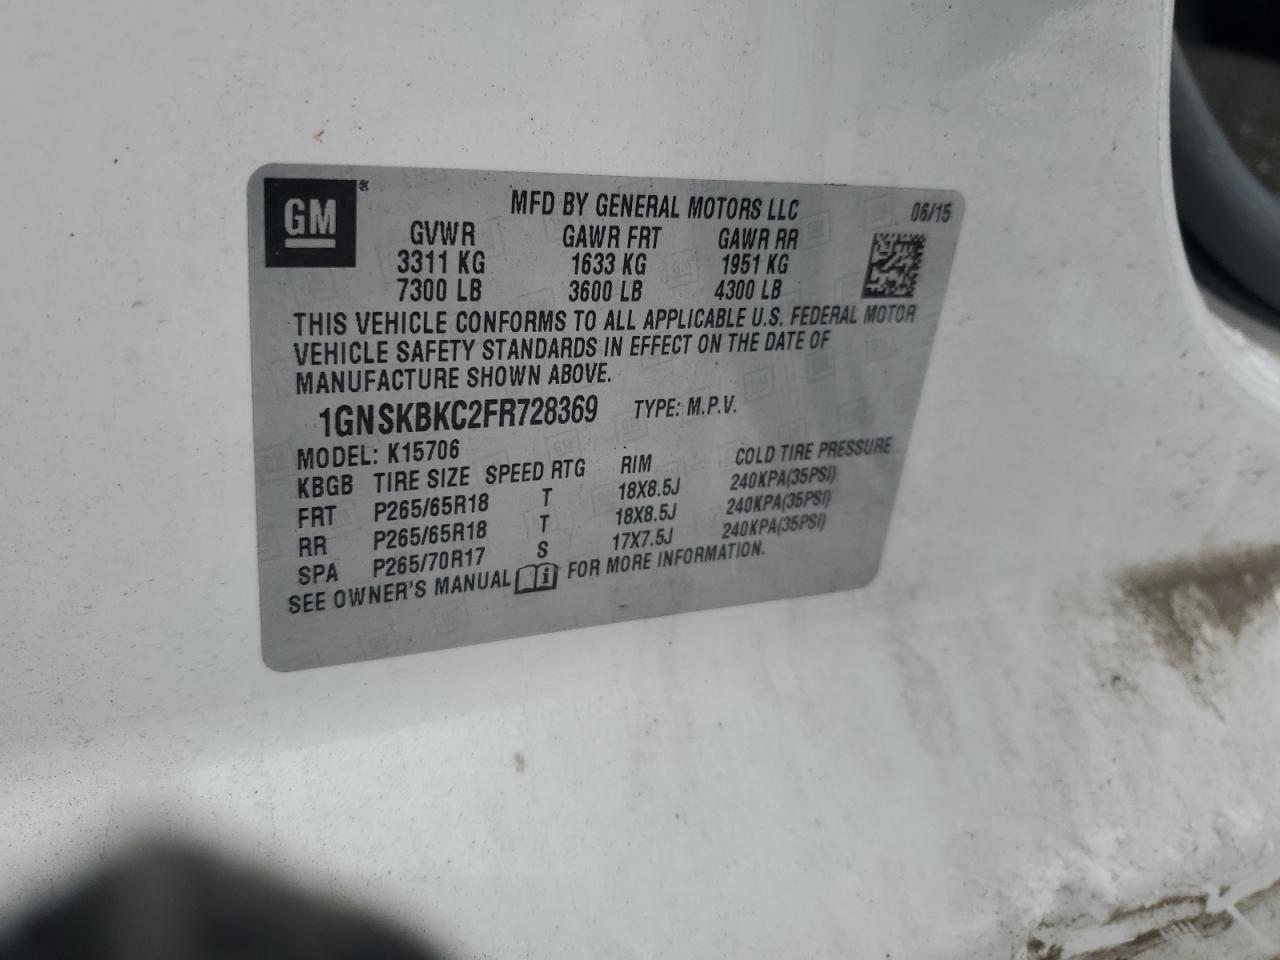 GM®
MFD BY GENERAL MOTORS LLC 06/15
GVWR GAWR FRT GAWR RR
3311 KG 1633 KG 1951 KG
7300 LB 3600 LB 4300 LB
THIS VEHICLE CONFORMS TO ALL APPLICABLE U.S. FEDERAL MOTOR
VEHICLE SAFETY STANDARDS IN EFFECT ON THE DATE OF
MANUFACTURE SHOWN ABOVE.
1GNSKBKC2FR728369 TYPE: M.P.V.
MODEL: K15706
KBGB TIRE SIZE SPEED RTG RIM COLD TIRE PRESSURE
FRT P265/65R18 T 18X8.5J 240KPA(35PSI)
RR P265/65R18 T 18X8.5J 240KPA(35PSI)
SPA P265/70R17 S 17X7.5J 240KPA(35PSI)
SEE OWNER'S MANUAL i FOR MORE INFORMATION.